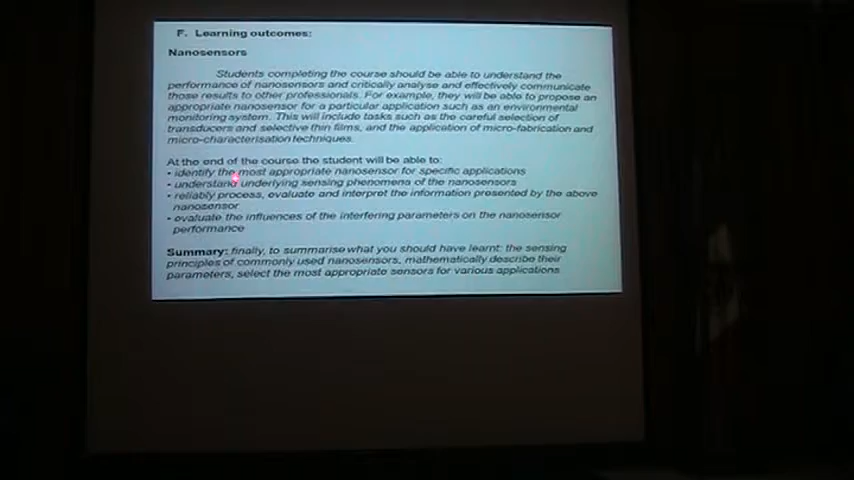 F. Learning outcomes:
Nanosensors
Students completing the course should be able to understand the
performance of nanosensors and critically analyse and effectively communicate
those results to other professionals. For example, they will be able to propose an
appropriate nanosensor for a particular application such as an environmental
monitoring system. This will include tasks such as the careful selection of
transducers and selective thin films, and the application of micro-fabrication and
micro-characterisation techniques.
At the end of the course the student will be able to:
• identify the most appropriate nanosensor for specific applications
• understand underlying sensing phenomena of the nanosensors
• reliably process, evaluate and interpret the information presented by the above
nanosensor
• evaluate the influences of the interfering parameters on the nanosensor
performance
Summary: finally, to summarise what you should have learnt: the sensing
principles of commonly used nanosensors, mathematically describe their
parameters, select the most appropriate sensors for various applications